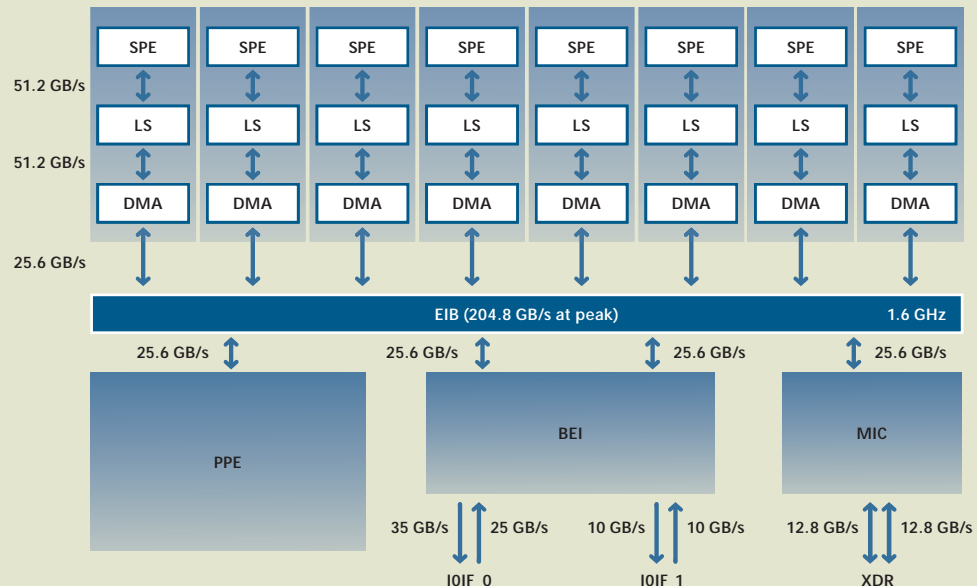 SPE SPE SPE SPE SPE SPE SPE SPE
51.2 GB/s
LS LS LS LS LS LS LS LS
51.2 GB/s
DMA DMA DMA DMA DMA DMA DMA DMA
25.6 GB/s
EIB (204.8 GB/s at peak) 1.6 GHz
25.6 GB/s 25.6 GB/s 25.6 GB/s 25.6 GB/s
PPE BEI MIC
35 GB/s 25 GB/s 10 GB/s 10 GB/s 12.8 GB/s 12.8 GB/s
IOIF_0 IOIF_1 XDR